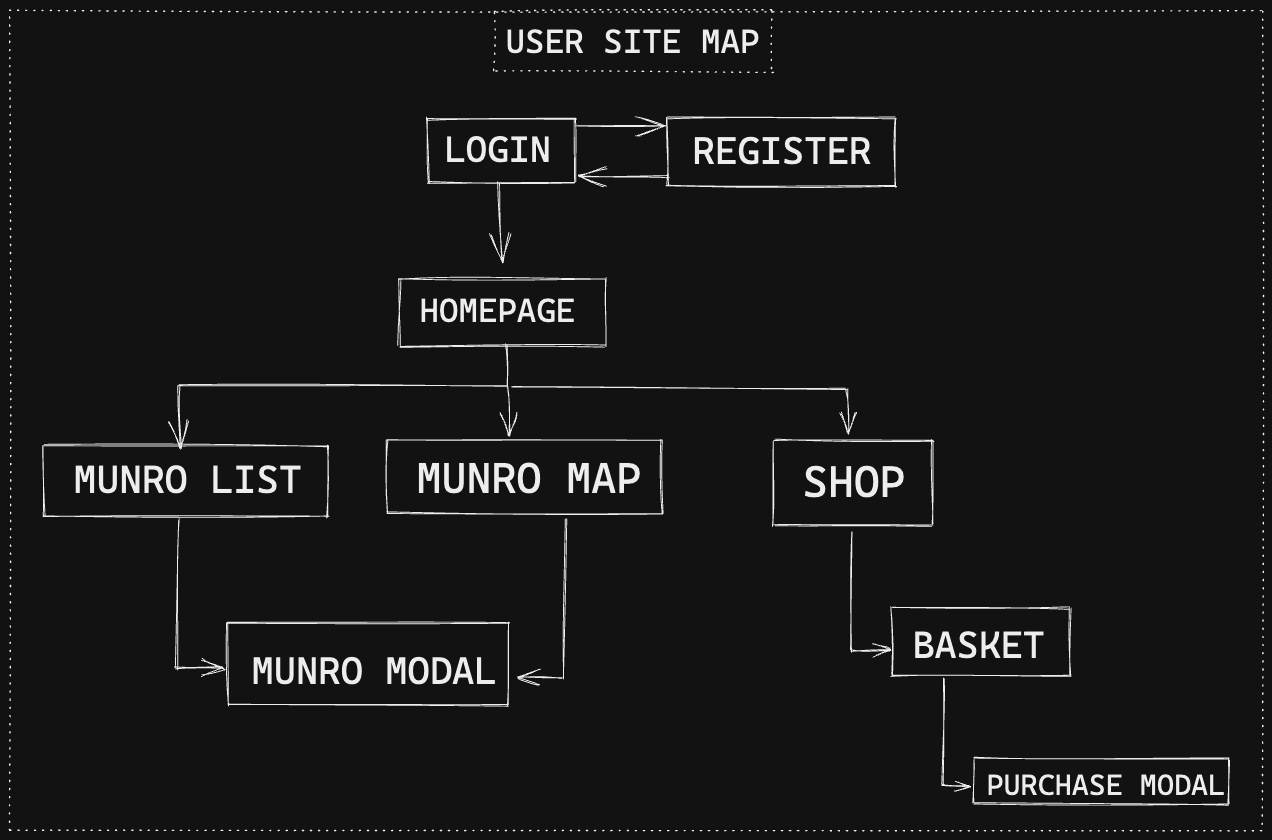 USER SITE MAP
LOGIN
REGISTER
HOMEPAGE
MUNRO LIST
MUNRO MAP
SHOP
BASKET
MUNRO MODAL
PURCHASE MODAL